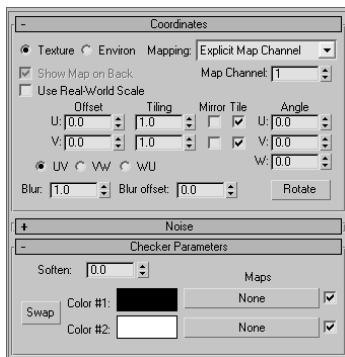 - Coordinates
Texture Environ Mapping: Explicit Map Channel
Show Map on Back Map Channel: 1
Use Real-World Scale
Offset Tiling Mirror Tile Angle
U: 0.0 1.0 U: 0.0
V: 0.0 1.0 V: 0.0
W: 0.0
UV VW WU
Blur: 1.0 Blur offset: 0.0 Rotate
+ Noise
- Checker Parameters
Soften: 0.0
Maps
Swap Color #1: None
Color #2: None